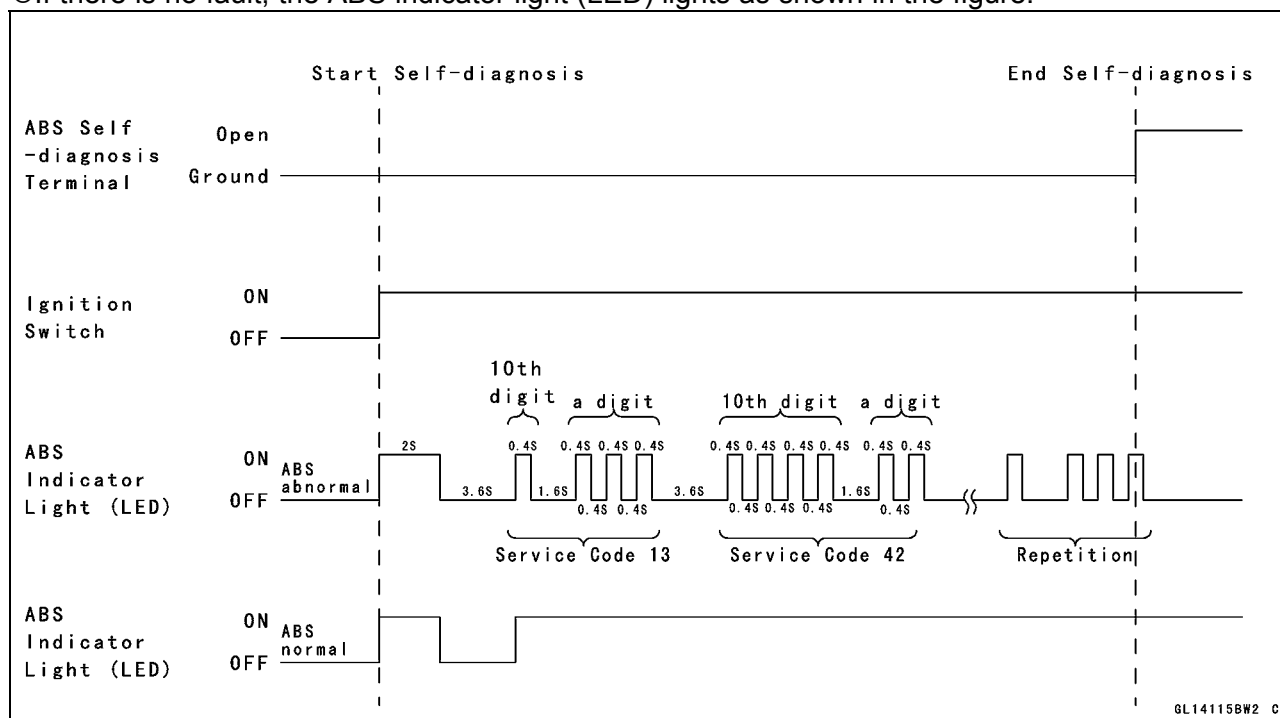 If there is no fault, the ABS indicator light (LED) lights as shown in the figure.
Start Self-diagnosis
End Self-diagnosis
ABS Self
-diagnosis
Terminal
Open
Ground
Ignition
Switch
ON
OFF
10th
digit
a digit
10th digit
a digit
ABS
Indicator
Light (LED)
ON
OFF
ABS
abnormal
2S
3.6S
0.4S
1.6S
0.4S 0.4S 0.4S
0.4S 0.4S
3.6S
0.4S 0.4S 0.4S 0.4S
0.4S 0.4S 0.4S
1.6S
0.4S 0.4S
0.4S
Service Code 13
Service Code 42
Repetition
ABS
Indicator
Light (LED)
ON
OFF
ABS
normal
GL14115BW2 C